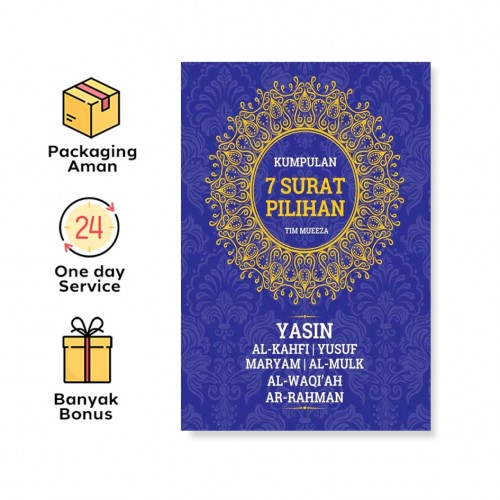 Packaging
Aman
24
One day
Service
Banyak
Bonus
KUMPULAN
7 SURAT
PILIHAN
TIM MUEEZA
YASIN
AL-KAHFI | YUSUF
MARYAM | AL-MULK
AL-WAQI'AH
AR-RAHMAN